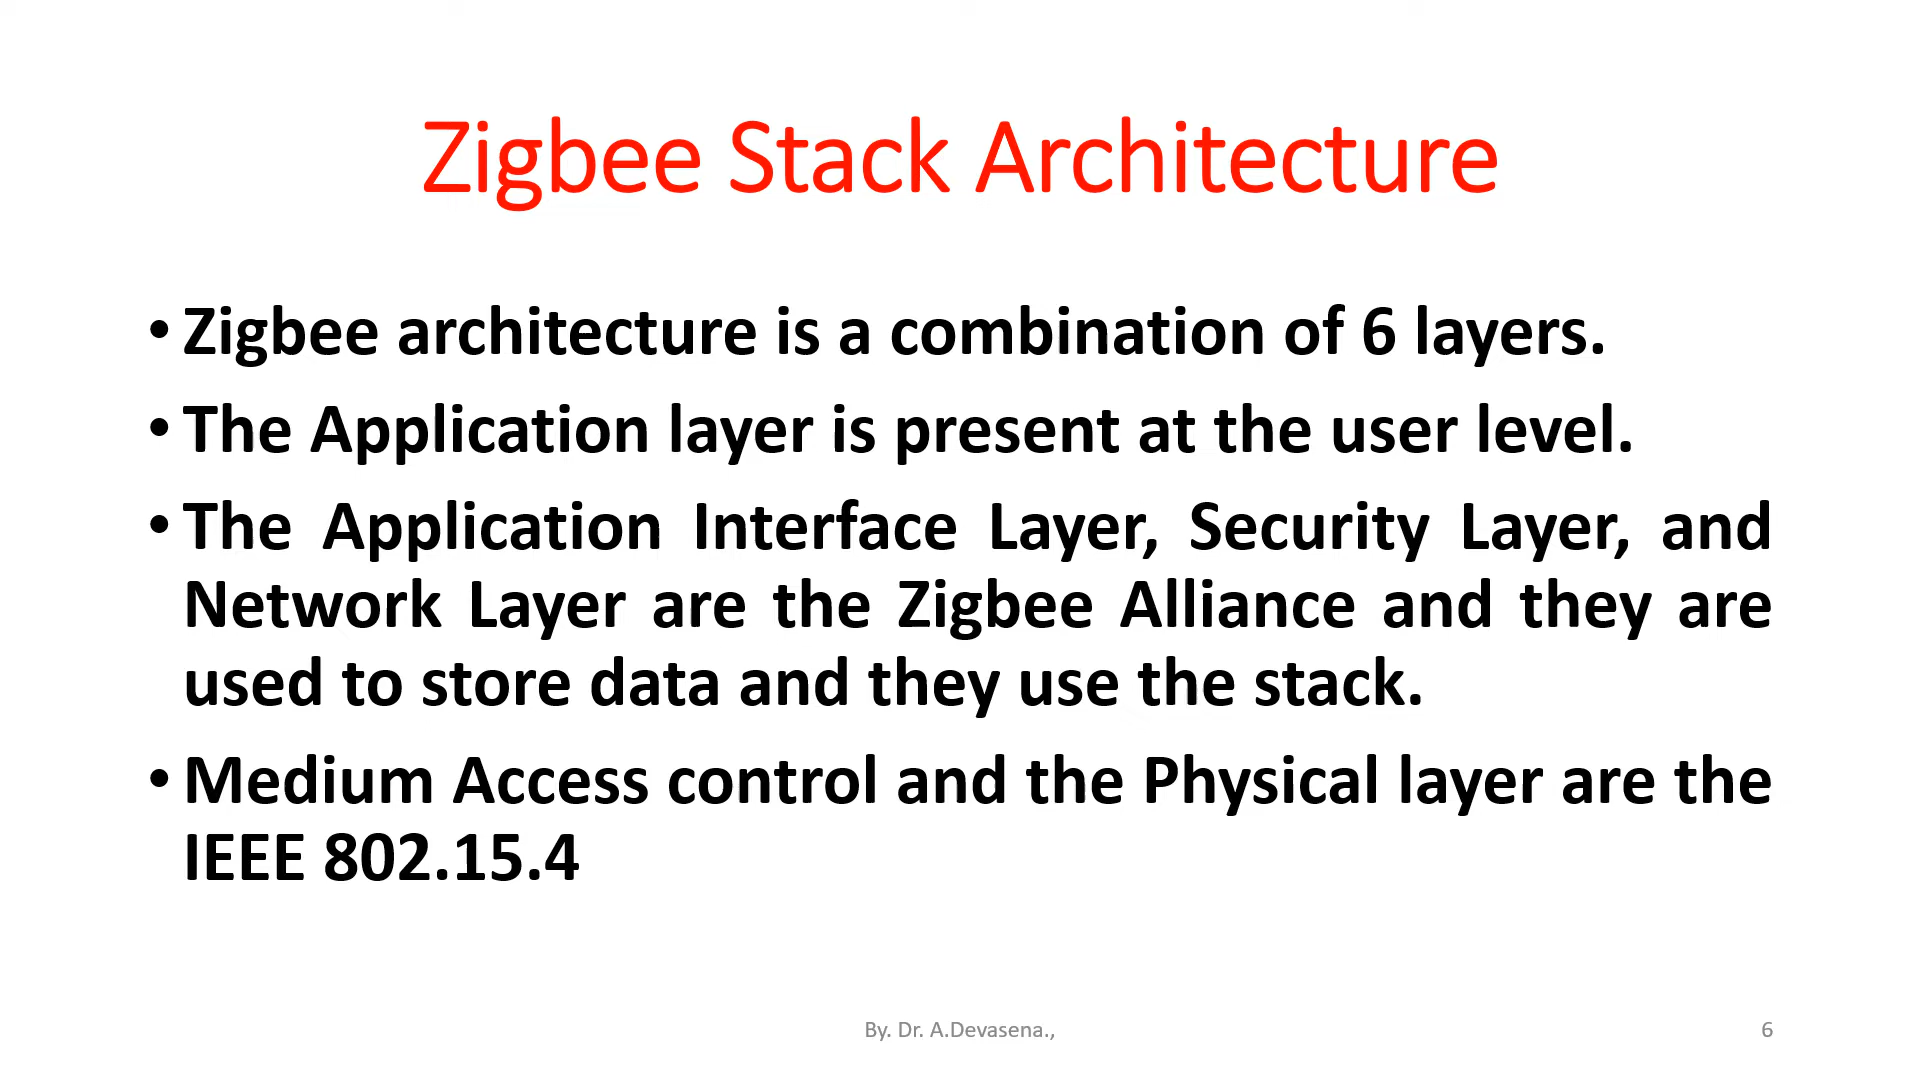 Zigbee Stack Architecture
• Zigbee architecture is a combination of 6 layers.
• The Application layer is present at the user level.
• The Application Interface Layer, Security Layer, and
Network Layer are the Zigbee Alliance and they are
used to store data and they use the stack.
• Medium Access control and the Physical layer are the
IEEE 802.15.4
By. Dr. A.Devasena.,
6